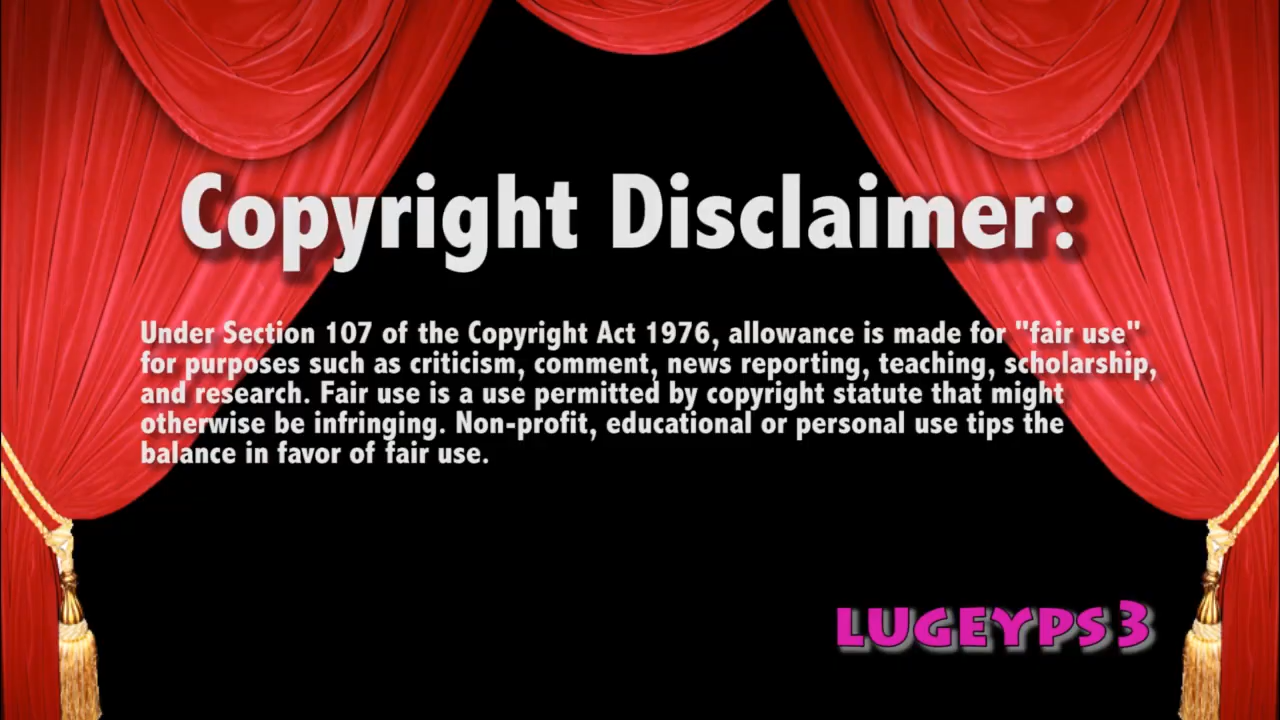 Copyright Disclaimer:
Under Section 107 of the Copyright Act 1976, allowance is made for "fair use"
for purposes such as criticism, comment, news reporting, teaching, scholarship,
and research. Fair use is a use permitted by copyright statute that might
otherwise be infringing. Non-profit, educational or personal use tips the
balance in favor of fair use.
LUGEYPS3